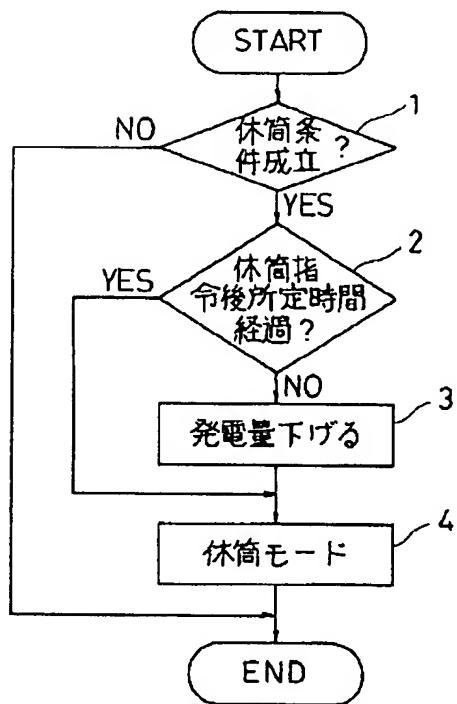 START
1
NO
休筒条
件成立?
YES
2
YES
休筒指
令後所定時間
経過?
NO
3
発電量下げる
4
休筒モード
END